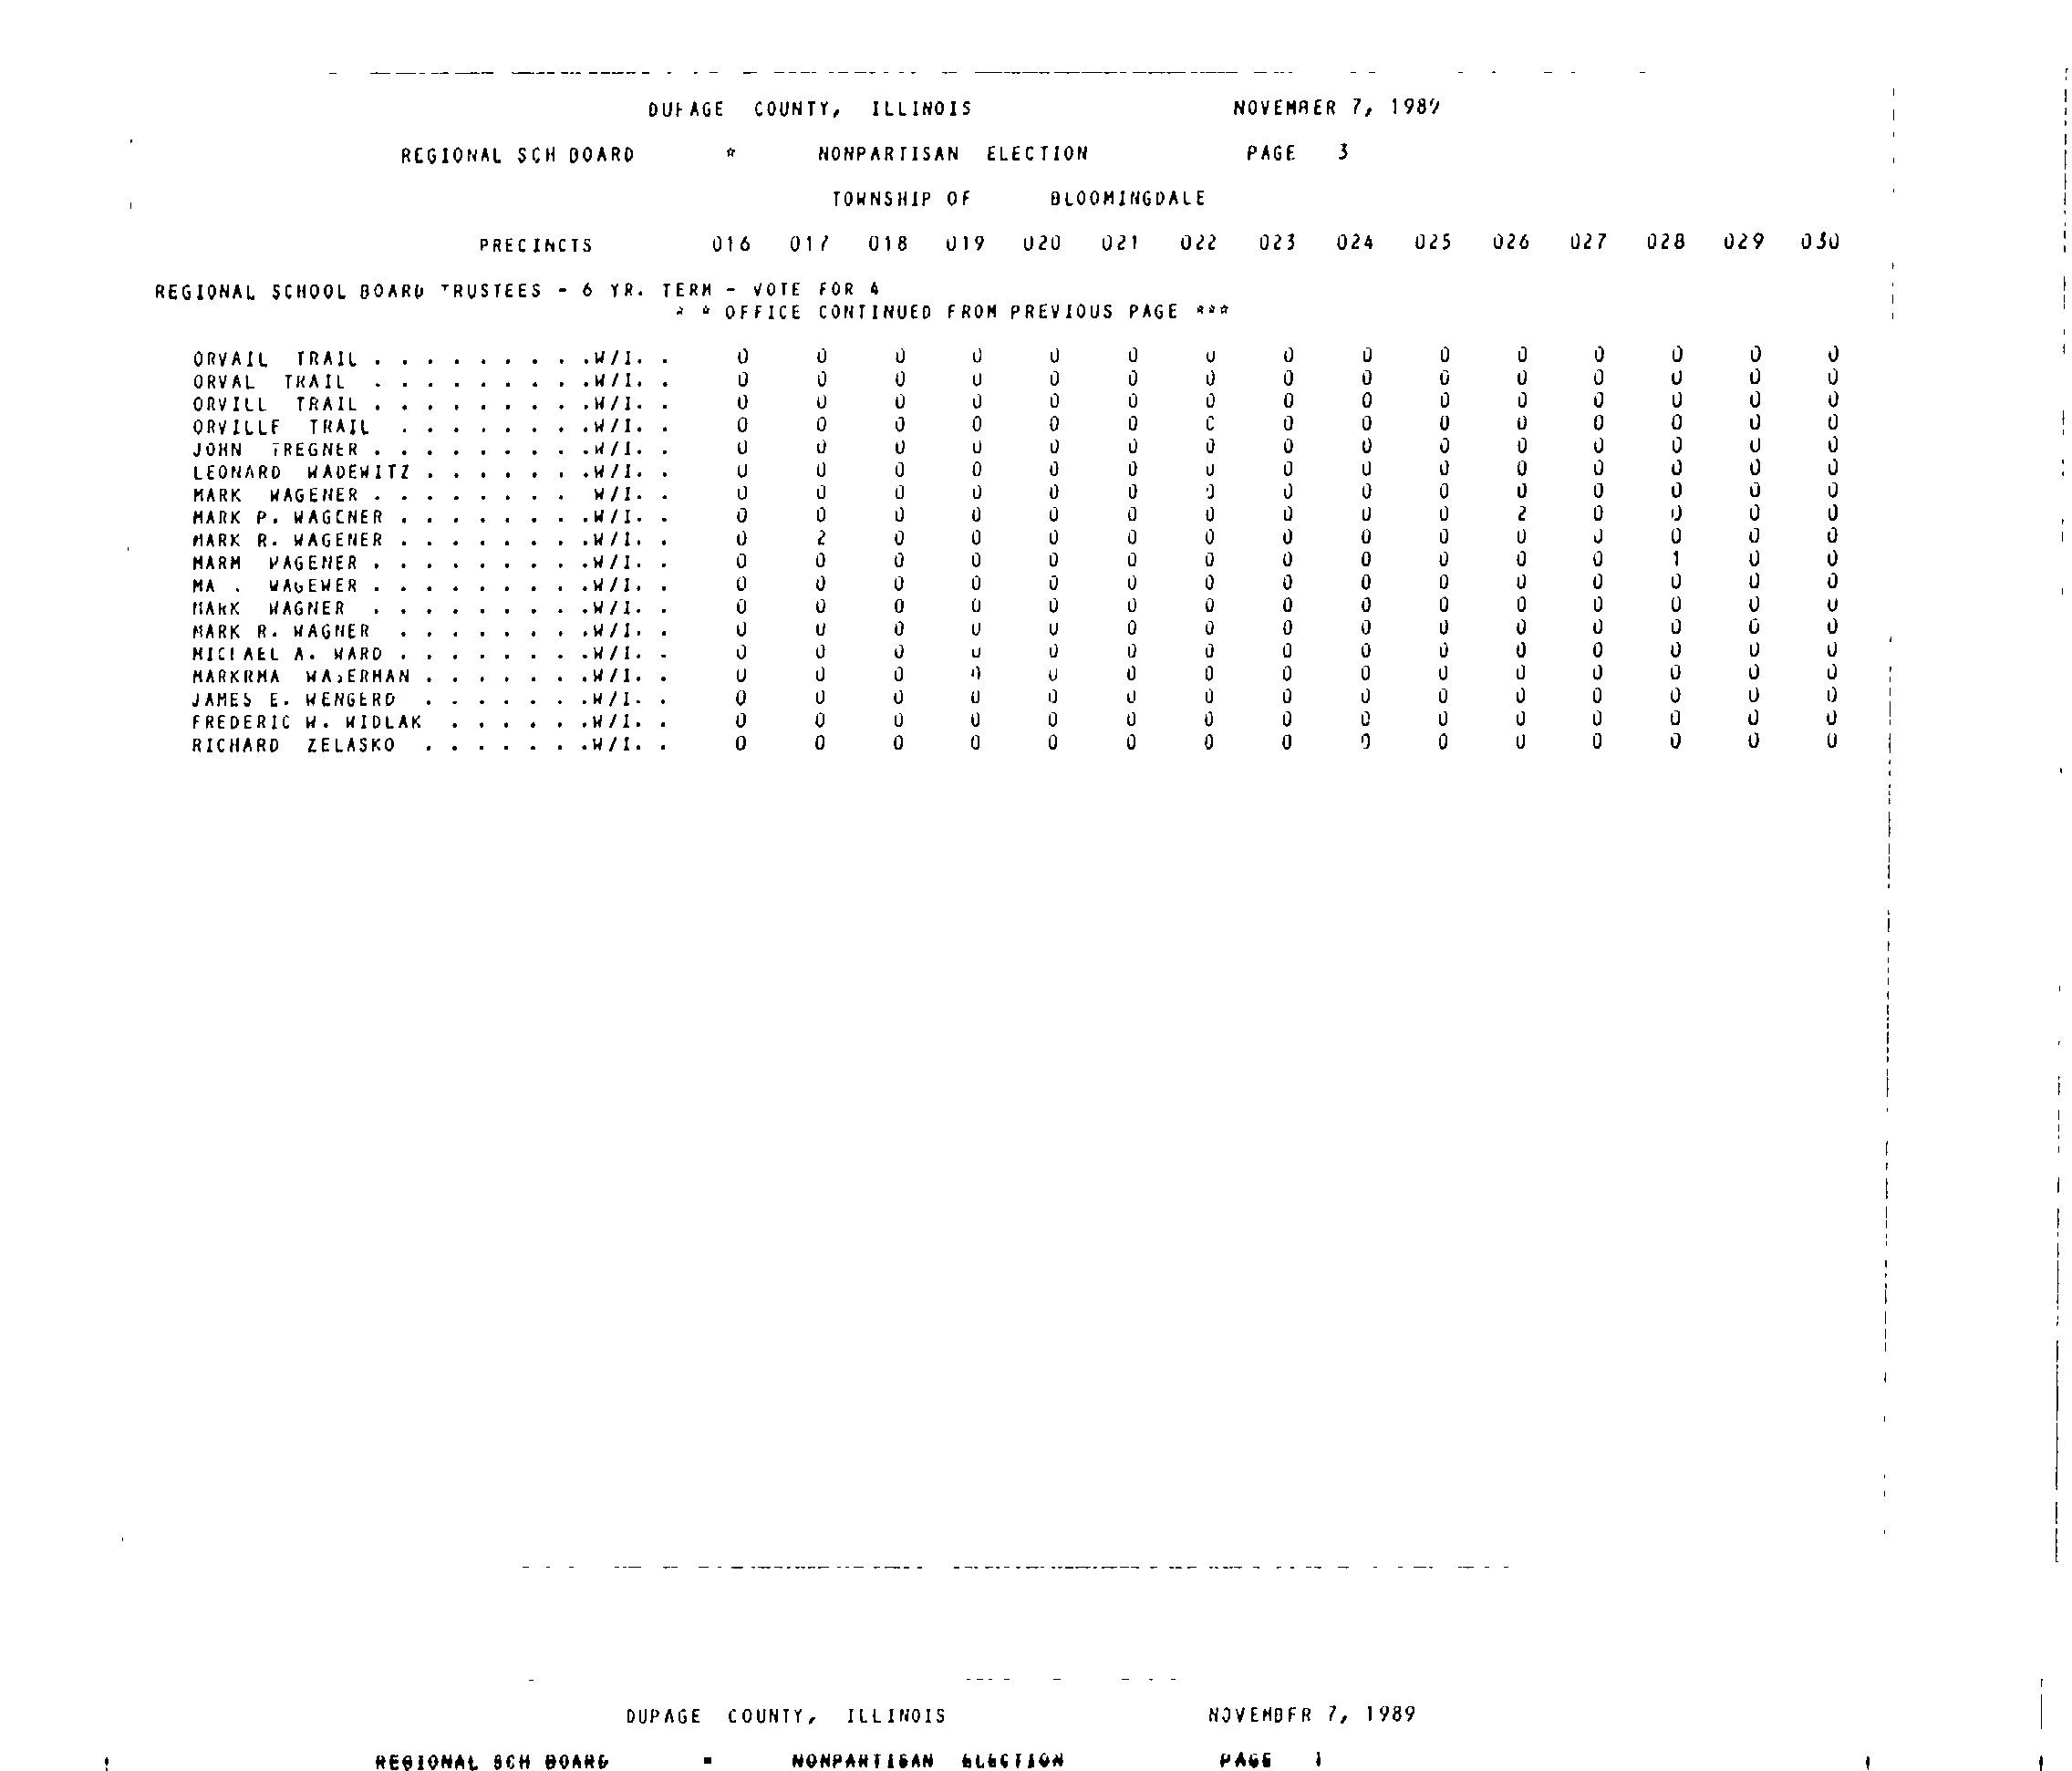 DUPAGE COUNTY, ILLINOIS NOVEMBER 7, 1989
REGIONAL SCH BOARD * NONPARTISAN ELECTION PAGE 3
TOWNSHIP OF BLOOMINGDALE
PRECINCTS 016 017 018 019 020 021 022 023 024 025 026 027 028 029 030
REGIONAL SCHOOL BOARD TRUSTEES - 6 YR. TERM - VOTE FOR 4
* * OFFICE CONTINUED FROM PREVIOUS PAGE ***
ORVAIL TRAIL . . . . . . . . .W/I. . 0 0 0 0 0 0 0 0 0 0 0 0 0 0 0
ORVAL TRAIL . . . . . . . . .W/I. . 0 0 0 0 0 0 0 0 0 0 0 0 0 0 0
ORVILL TRAIL . . . . . . . . .W/I. . 0 0 0 0 0 0 0 0 0 0 0 0 0 0 0
ORVILLE TRAIL . . . . . . . .W/I. . 0 0 0 0 0 0 0 0 0 0 0 0 0 0 0
JOHN TREGNER . . . . . . . . .W/I. . 0 0 0 0 0 0 0 0 0 0 0 0 0 0 0
LEONARD WADEWITZ . . . . . . .W/I. . 0 0 0 0 0 0 0 0 0 0 0 0 0 0 0
MARK WAGENER . . . . . . . . W/I. . 0 0 0 0 0 0 0 0 0 0 0 0 0 0 0
MARK P. WAGENER . . . . . . . .W/I. . 0 0 0 0 0 0 0 0 0 0 2 0 0 0 0
MARK R. WAGENER . . . . . . . .W/I. . 0 2 0 0 0 0 0 0 0 0 0 0 0 0 0
MARM WAGENER . . . . . . . . .W/I. . 0 0 0 0 0 0 0 0 0 0 0 0 1 0 0
MA . WAGEWER . . . . . . . . .W/I. . 0 0 0 0 0 0 0 0 0 0 0 0 0 0 0
MARK WAGNER . . . . . . . . .W/I. . 0 0 0 0 0 0 0 0 0 0 0 0 0 0 0
MARK R. WAGNER . . . . . . . .W/I. . 0 0 0 0 0 0 0 0 0 0 0 0 0 0 0
MICHAEL A. WARD . . . . . . . .W/I. . 0 0 0 0 0 0 0 0 0 0 0 0 0 0 0
MARKRMA WAGERMAN . . . . . . .W/I. . 0 0 0 0 0 0 0 0 0 0 0 0 0 0 0
JAMES E. WENGERD . . . . . . .W/I. . 0 0 0 0 0 0 0 0 0 0 0 0 0 0 0
FREDERIC W. WIDLAK . . . . . .W/I. . 0 0 0 0 0 0 0 0 0 0 0 0 0 0 0
RICHARD ZELASKO . . . . . . .W/I. . 0 0 0 0 0 0 0 0 0 0 0 0 0 0 0
DUPAGE COUNTY, ILLINOIS NOVEMBER 7, 1989
REGIONAL SCH BOARD * NONPARTISAN ELECTION PAGE 1